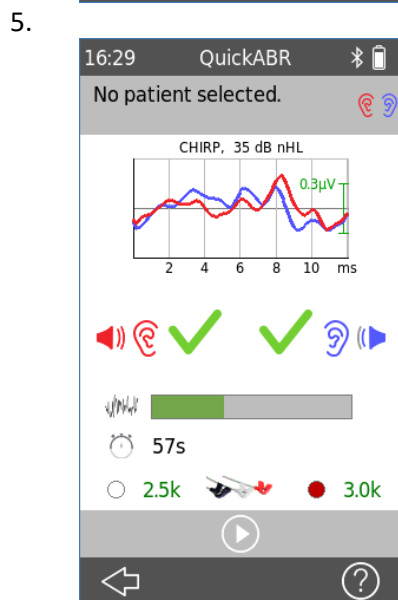 5.
16:29 QuickABR
No patient selected.
CHIRP, 35 dB nHL
0.3µV
2 4 6 8 10 ms
57s
2.5k 3.0k
?